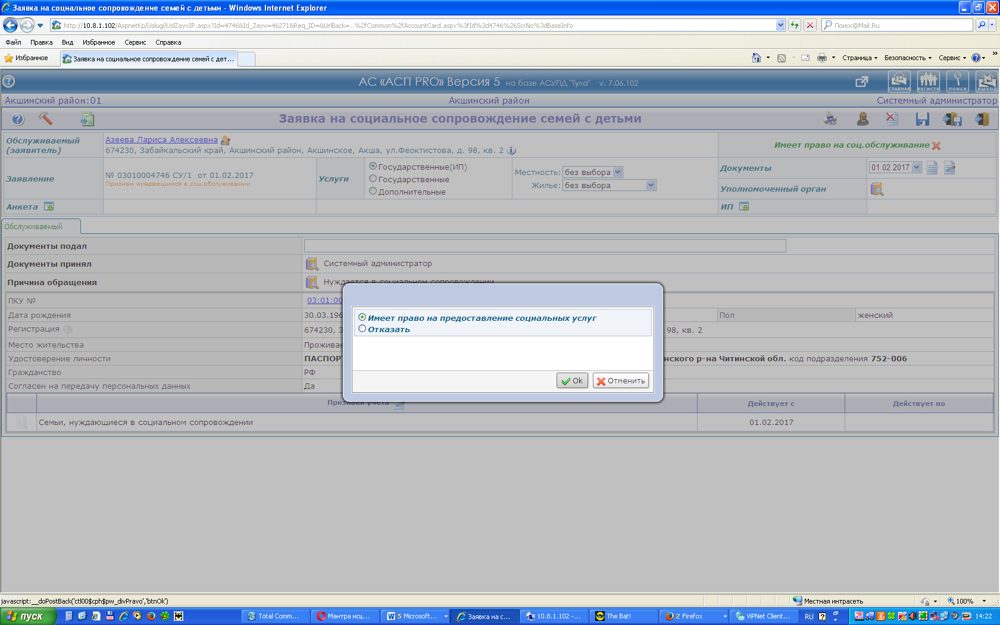 Заявка на социальное сопровождение семей с детьми - Windows Internet Explorer
http://10.8.1.102/AspnetKp/Uslugi/UslZayvIP.aspx?Id=4746&Id_Zayv=46271&Req_ID=&UrlBack=..%2fCommon%2fAccountCard.aspx%3fId%3d4746%26ScrNo%3dBaseInfo
Поиск@Mail.Ru
Файл Правка Вид Избранное Сервис Справка
Избранное
Заявка на социальное сопровождение семей с дет...
Страница Безопасность Сервис
АС «АСП PRO» Версия 5 на базе АСУПД "Тула" v. 7.06.102
ГЛАВНАЯ РЕГИСТР ПОИСК ВЫХОД
Акшинский район:01 Акшинский район Системный администратор
Заявка на социальное сопровождение семей с детьми
Обслуживаемый (заявитель)
Азеева Лариса Алексеевна
674230, Забайкальский край, Акшинский район, Акшинское, Акша, ул.Феоктистова, д. 98, кв. 2
Имеет право на соц.обслуживание
Заявление
№ 03010004746 СУ/1 от 01.02.2017
Признан нуждающимся в соц.обслуживании
Услуги
Государственные(ИП)
Государственные
Дополнительные
Местность: без выбора
Жилье: без выбора
Документы 01.02.2017
Уполномоченный орган
Анкета
ИП
Обслуживаемый
Документы подал
Документы принял Системный администратор
Причина обращения Нуждается в социальном сопровождении
ПКУ № 03:01:00
Дата рождения 30.03.196 Пол женский
Регистрация 674230, З 98, кв. 2
Место жительства Проживае
Удостоверение личности ПАСПОРТ нского р-на Читинской обл. код подразделения 752-006
Гражданство РФ
Согласен на передачу персональных данных Да
Имеет право на предоставление социальных услуг
Отказать
Ok Отменить
Признаки учета Действует с Действует по
Семьи, нуждающиеся в социальном сопровождении 01.02.2017
javascript:__doPostBack('ctl00$cph$pw_divPravo','btnOk')
Местная интрасеть 100%
пуск Total Comm... Мантра исц... 5 Microsoft... Заявка на с... 10.8.1.102 -... The Bat! 2 Firefox ViPNet Client... RU 14:22